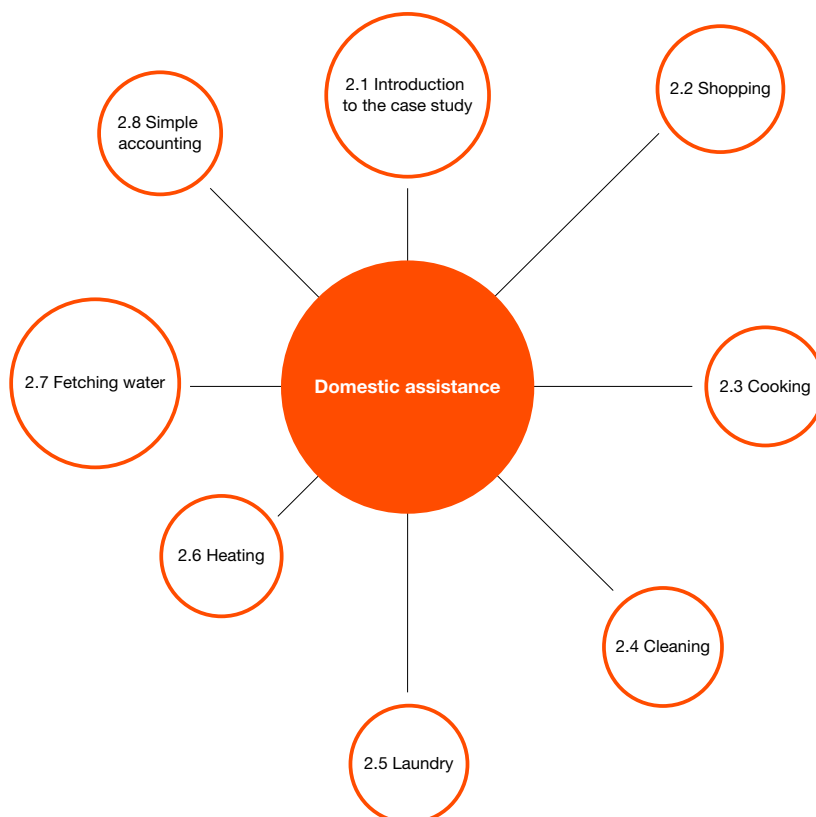 2.1 Introduction
to the case study
2.2 Shopping
2.8 Simple
accounting
2.7 Fetching water
Domestic assistance
2.3 Cooking
2.6 Heating
2.4 Cleaning
2.5 Laundry